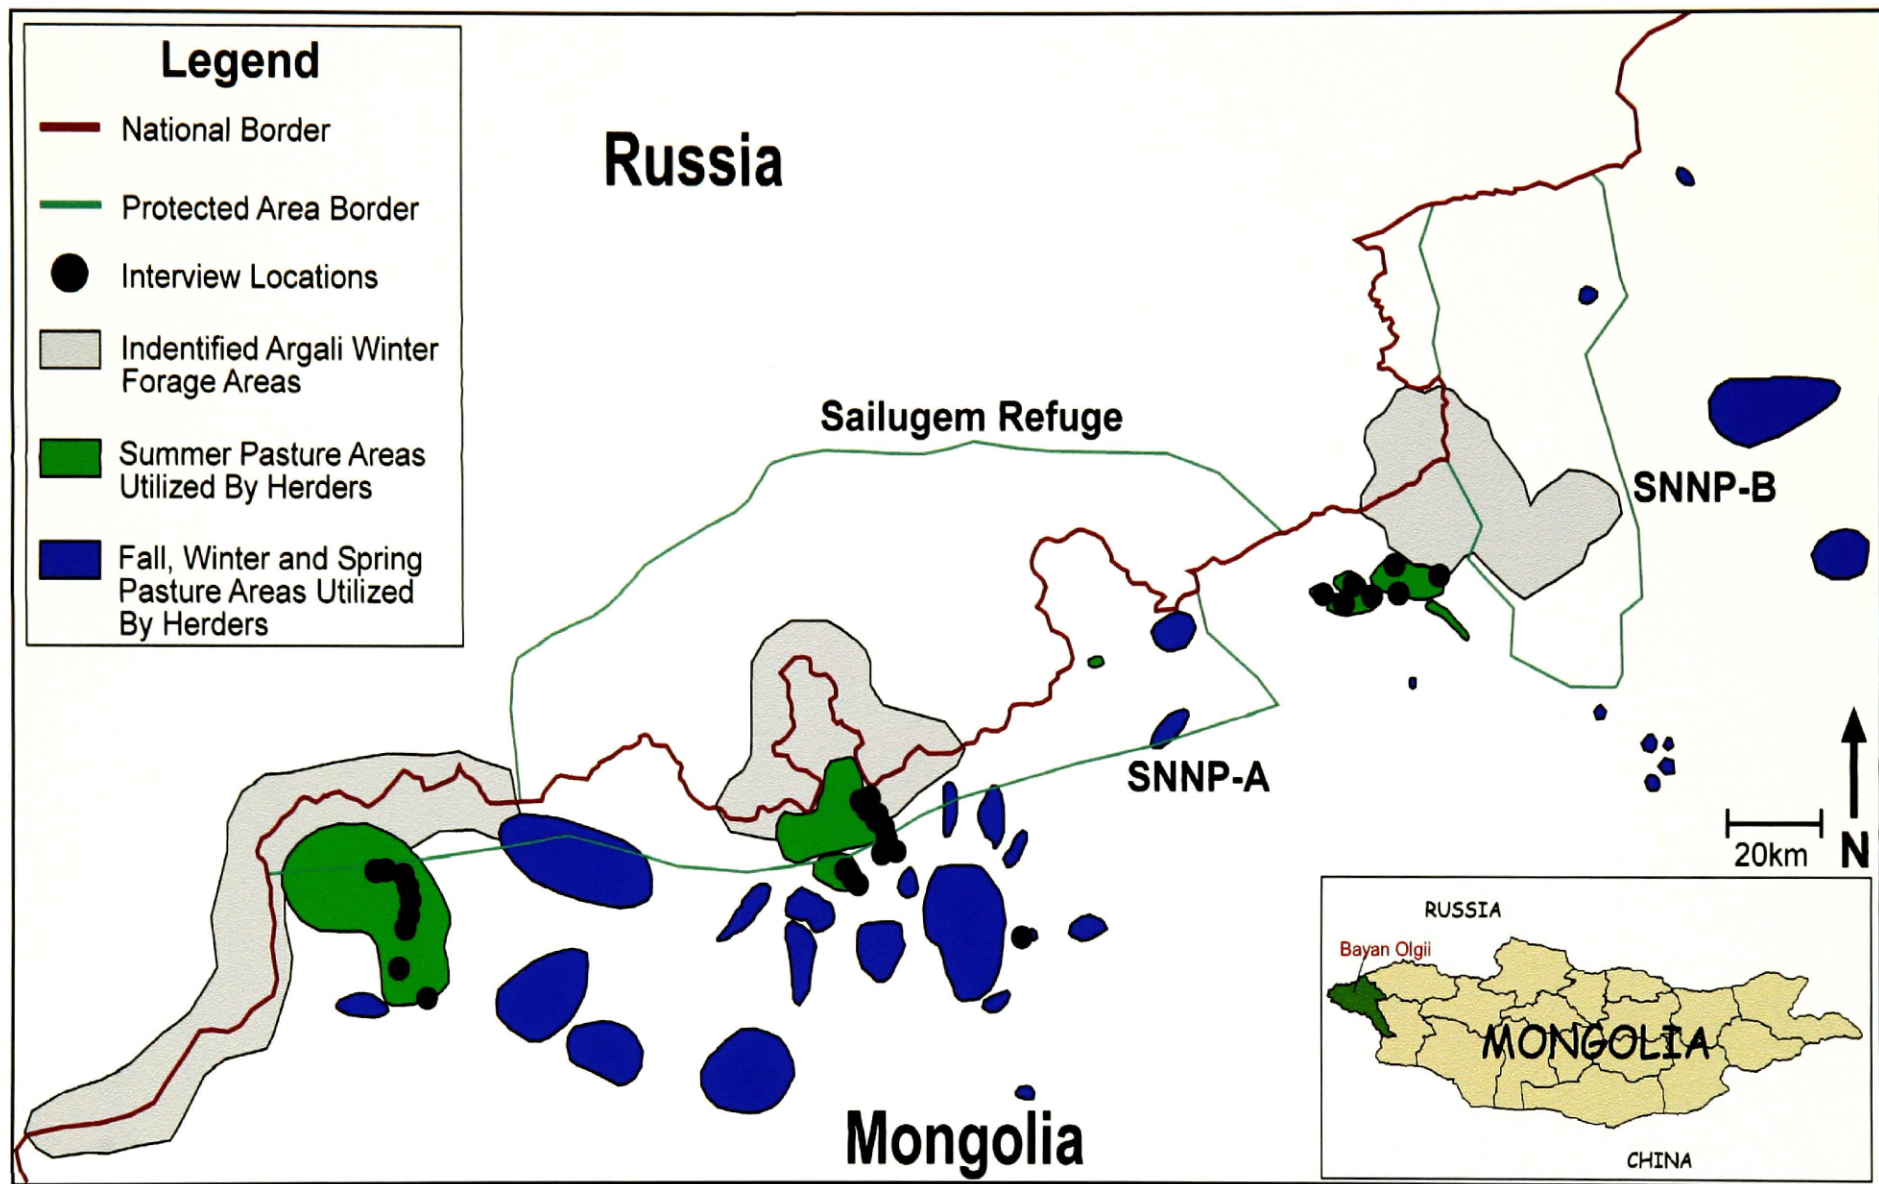 Legend
National Border
Protected Area Border
Interview Locations
Indentified Argali Winter
Forage Areas
Summer Pasture Areas
Utilized By Herders
Fall, Winter and Spring
Pasture Areas Utilized
By Herders
Russia
Sailugem Refuge
SNNP-B
SNNP-A
20km
N
Mongolia
RUSSIA
Bayan Olgii
MONGOLIA
CHINA